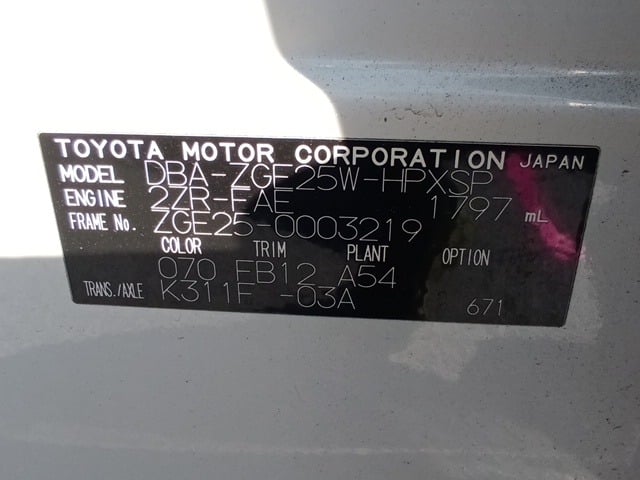 TOYOTA MOTOR CORPORATION JAPAN
MODEL DBA-ZGE25W-HPXSP
ENGINE 2ZR-FAE 1797 mL
FRAME No. ZGE25-0003219
COLOR TRIM PLANT OPTION
070 FB12 A54
TRANS./AXLE K311F -03A
671